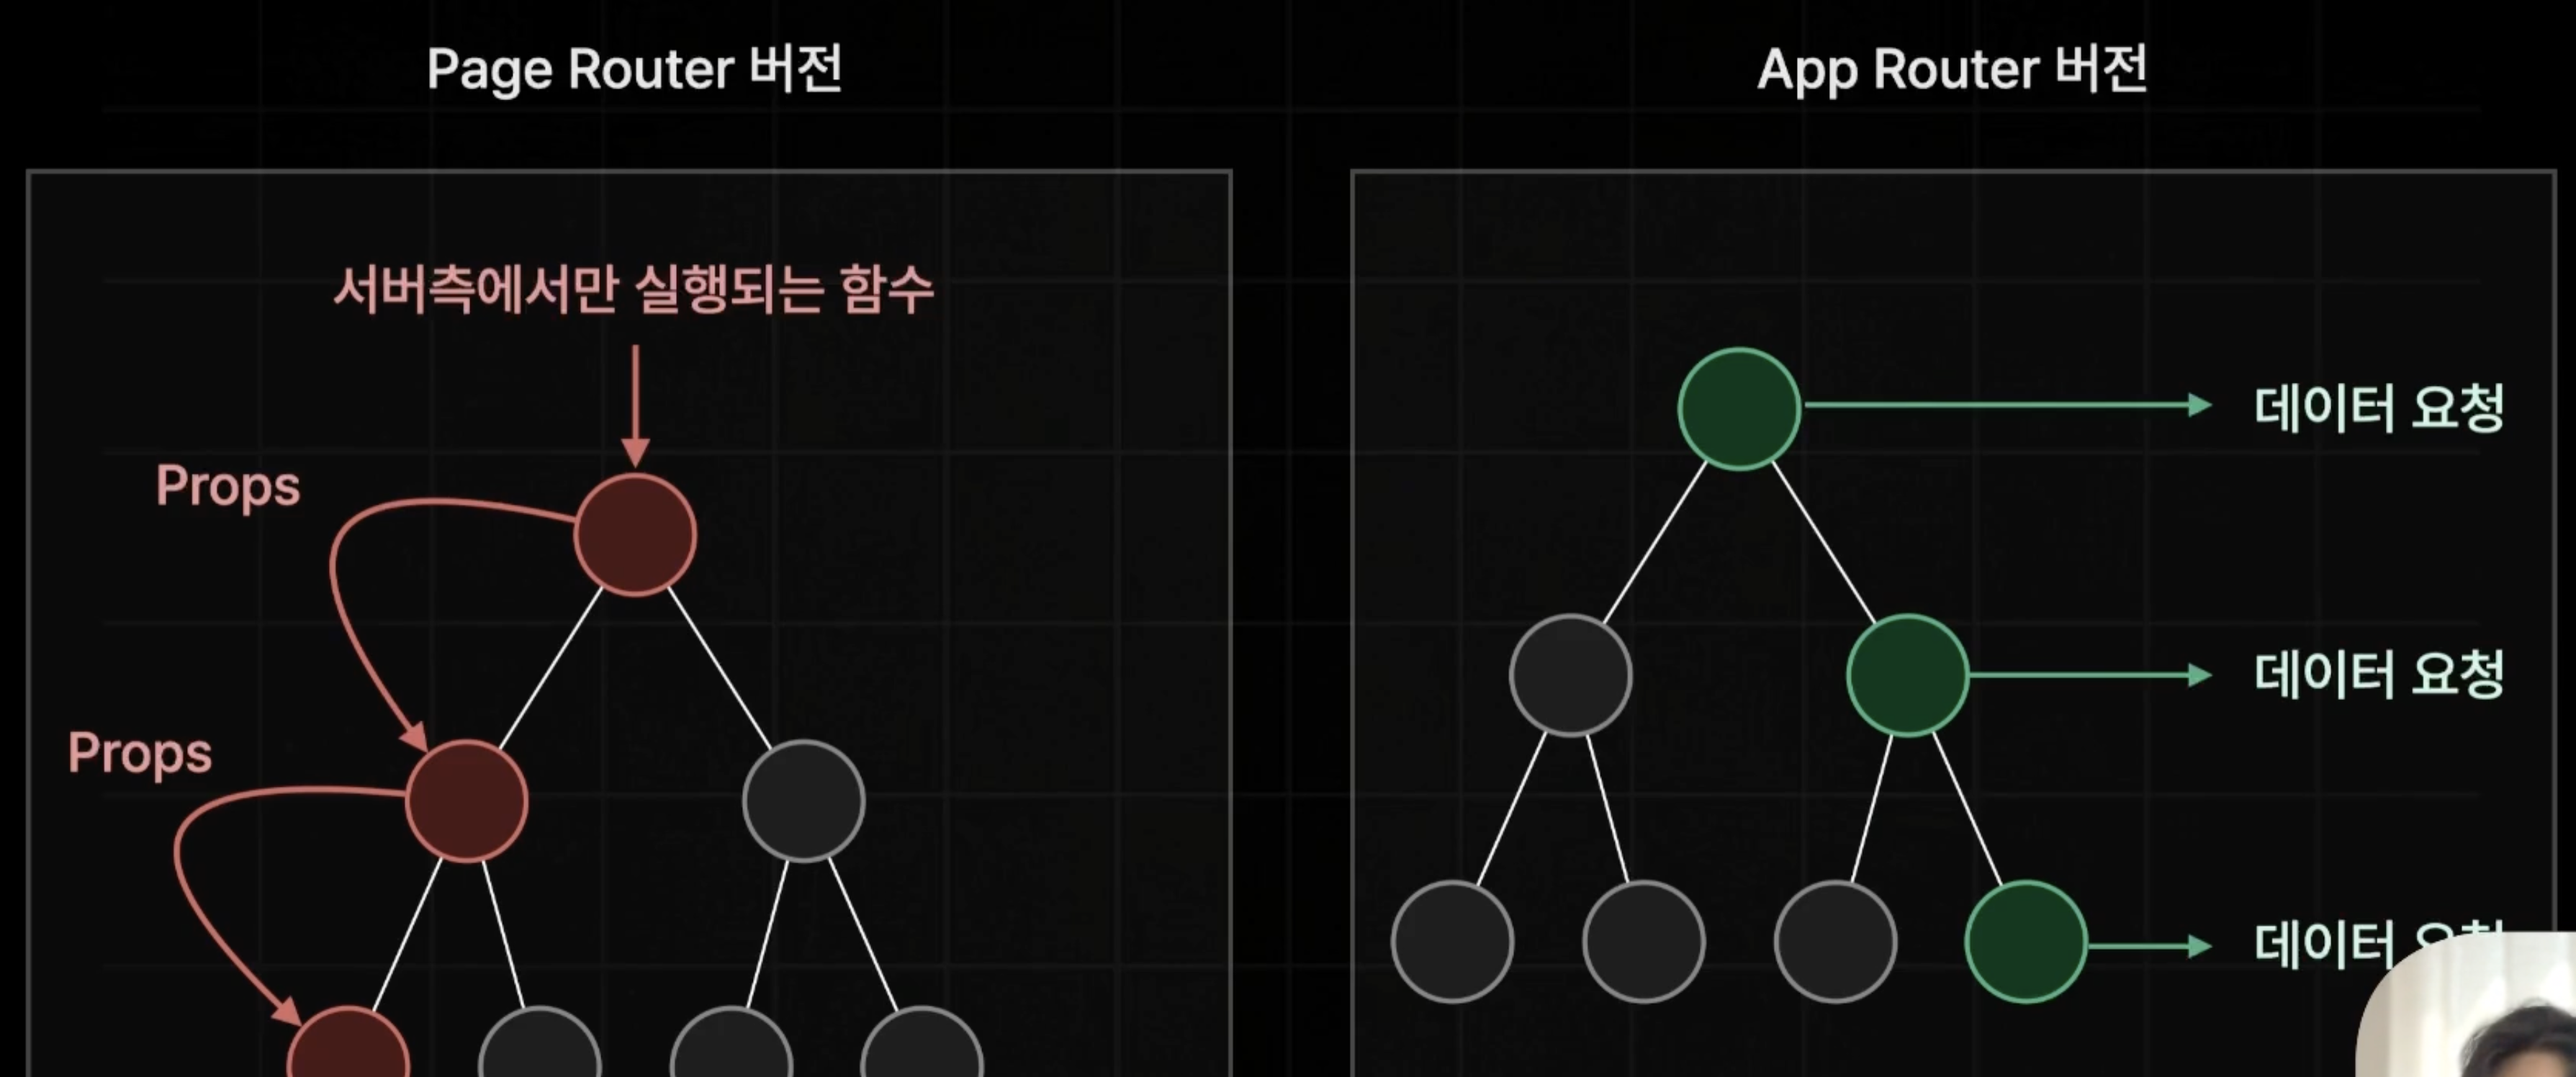 Page Router 버전
서버측에서만 실행되는 함수
Props
Props
App Router 버전
데이터 요청
데이터 요청
데이터